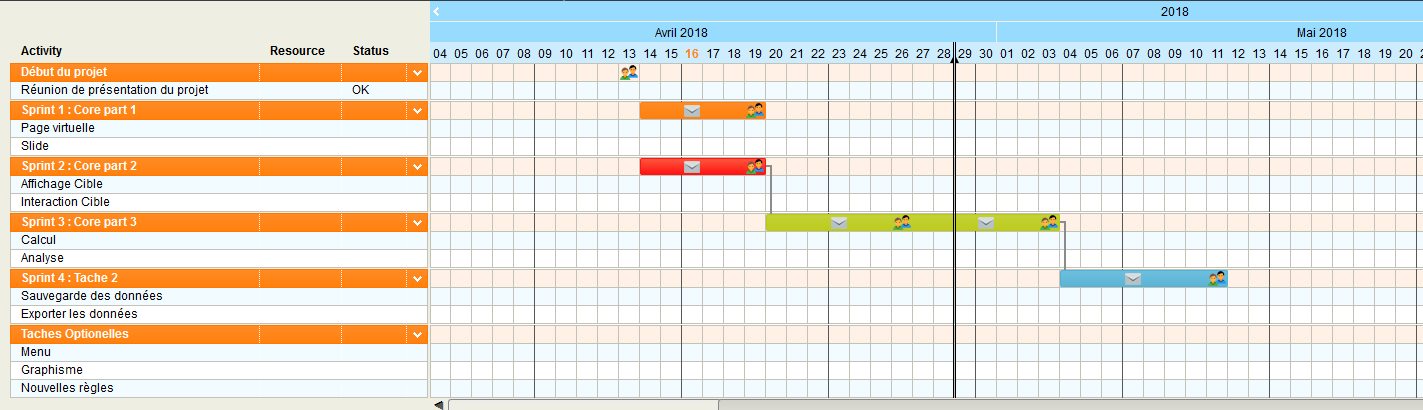 2018
Avril 2018 Mai 2018
Activity Resource Status 04 05 06 07 08 09 10 11 12 13 14 15 16 17 18 19 20 21 22 23 24 25 26 27 28 29 30 01 02 03 04 05 06 07 08 09 10 11 12 13 14 15 16 17 18 19 20
Début du projet
Réunion de présentation du projet OK
Sprint 1 : Core part 1
Page virtuelle
Slide
Sprint 2 : Core part 2
Affichage Cible
Interaction Cible
Sprint 3 : Core part 3
Calcul
Analyse
Sprint 4 : Tache 2
Sauvegarde des données
Exporter les données
Taches Optionelles
Menu
Graphisme
Nouvelles règles